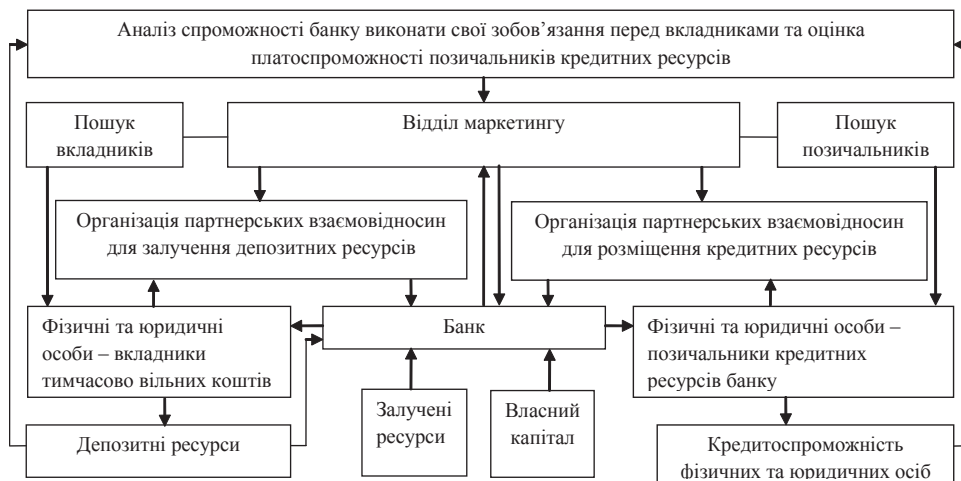 Аналіз спроможності банку виконати свої зобов’язання перед вкладниками та оцінка
платоспроможності позичальників кредитних ресурсів
Пошук
вкладників
Відділ маркетингу
Пошук
позичальників
Організація партнерських взаємовідносин
для залучення депозитних ресурсів
Організація партнерських взаємовідносин
для розміщення кредитних ресурсів
Фізичні та юридичні
особи – вкладники
тимчасово вільних коштів
Банк
Фізичні та юридичні особи –
позичальники кредитних
ресурсів банку
Залучені
ресурси
Власний
капітал
Депозитні ресурси
Кредитоспроможність
фізичних та юридичних осіб